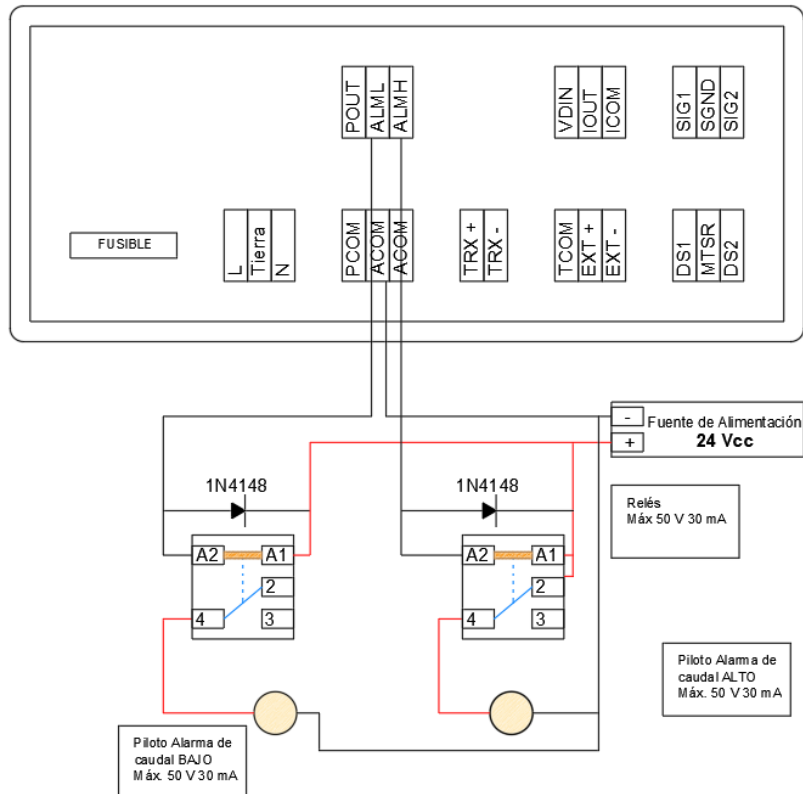 POUT
ALML
ALMH
VDIN
IOUT
ICOM
SIG1
SGND
SIG2
FUSIBLE
L
Tierra
N
PCOM
ACOM
ACOM
TRX +
TRX -
TCOM
EXT +
EXT -
DS1
MTSR
DS2
-
Fuente de Alimentación
+
24 Vcc
1N4148
1N4148
Relés
Máx 50 V 30 mA
A2
A1
2
4
3
A2
A1
2
4
3
Piloto Alarma de
caudal ALTO
Máx. 50 V 30 mA
Piloto Alarma de
caudal BAJO
Máx. 50 V 30 mA